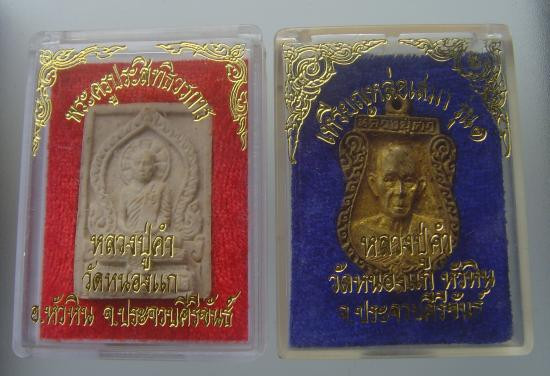 พระครูประสิทธิวรการ
หลวงปู่คำ
วัดหนองแก
อ.หัวหิน จ.ประจวบคีรีขันธ์
เหรียญหล่อเสมา รุ่น๑
หลวงปู่คำ
วัดหนองแก หัวหิน
จ.ประจวบคีรีขันธ์